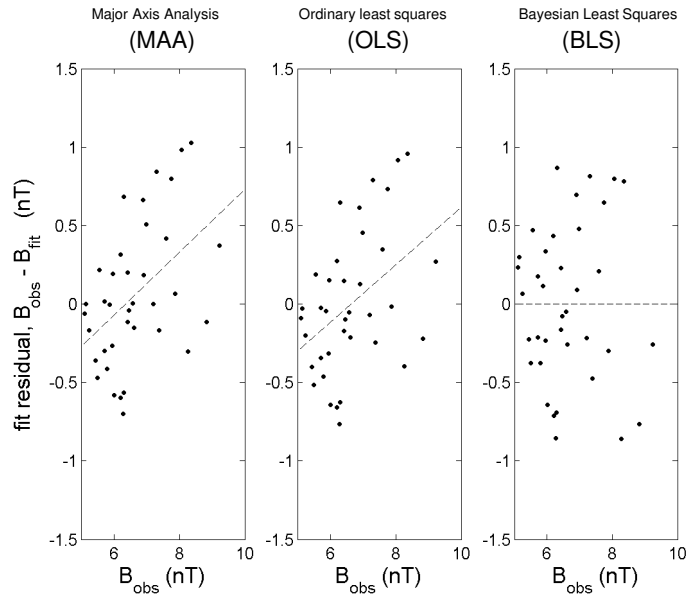 Major Axis Analysis
(MAA)
Ordinary least squares
(OLS)
Bayesian Least Squares
(BLS)
fit residual, B_obs - B_fit (nT)
1.5
1
0.5
0
-0.5
-1
-1.5
6 8 10
B_obs (nT)
1.5
1
0.5
0
-0.5
-1
-1.5
6 8 10
B_obs (nT)
1.5
1
0.5
0
-0.5
-1
-1.5
6 8 10
B_obs (nT)